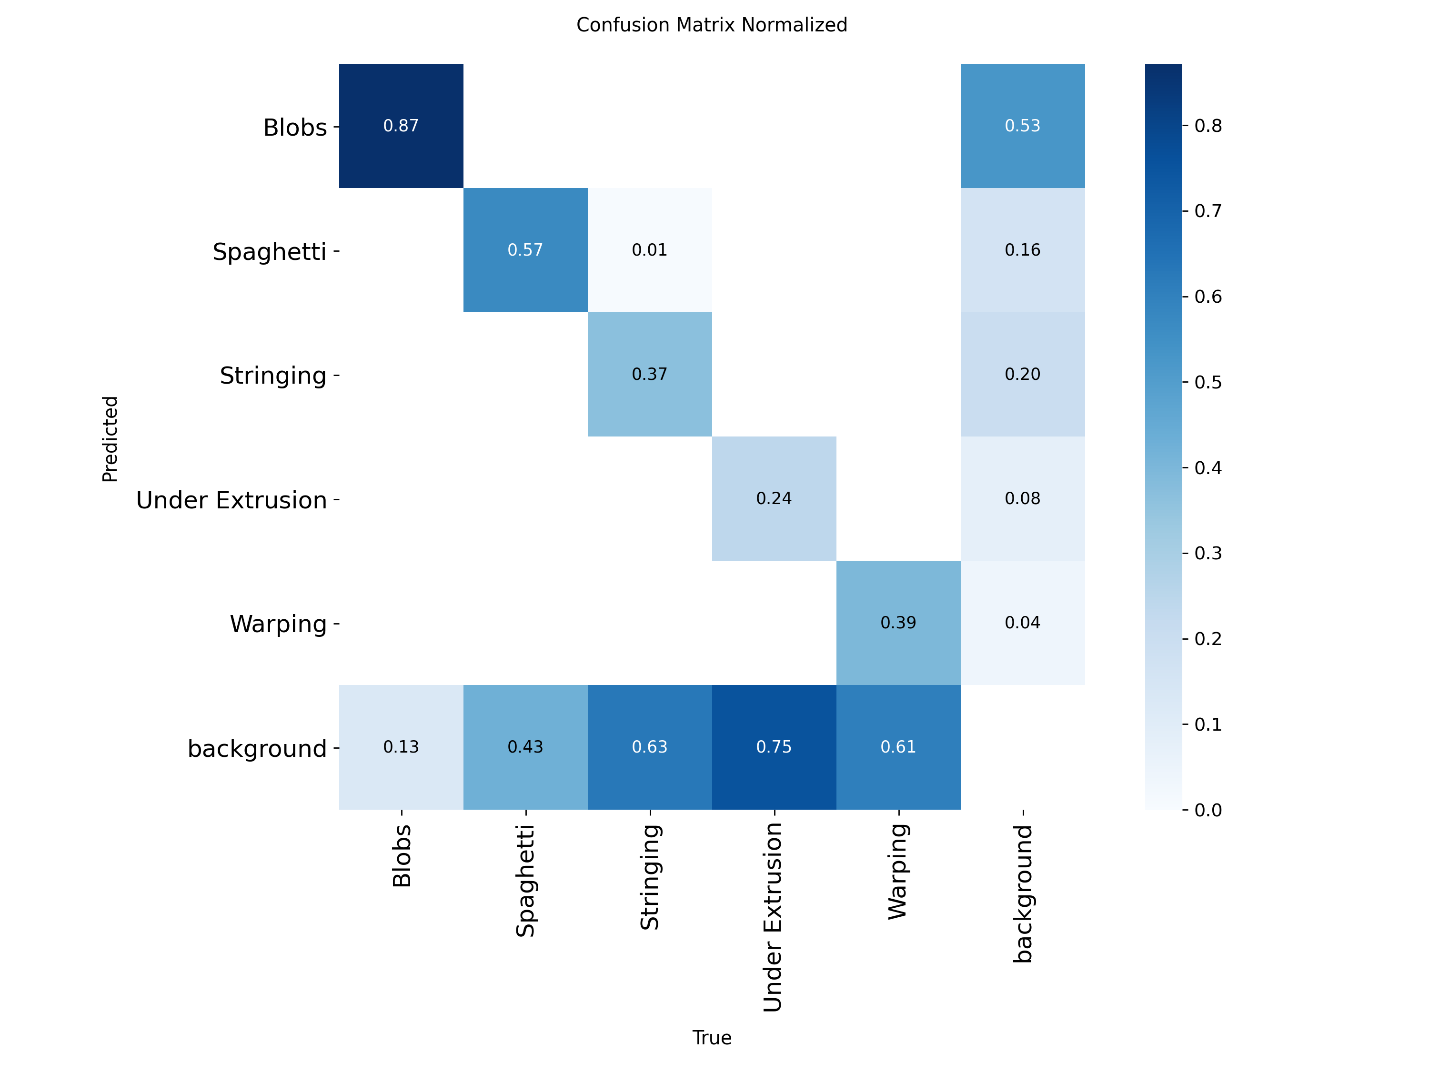 Confusion Matrix Normalized
Predicted
Blobs 0.87 0.53
Spaghetti 0.57 0.01 0.16
Stringing 0.37 0.20
Under Extrusion 0.24 0.08
Warping 0.39 0.04
background 0.13 0.43 0.63 0.75 0.61
Blobs Spaghetti Stringing Under Extrusion Warping background
True
0.8
0.7
0.6
0.5
0.4
0.3
0.2
0.1
0.0